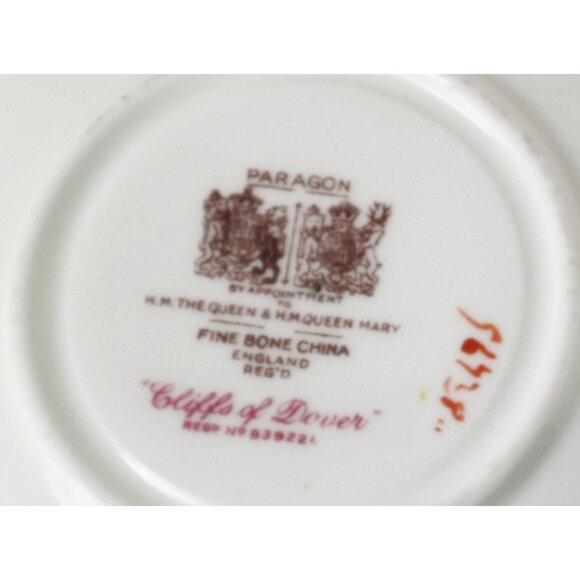 PARAGON
BY APPOINTMENT
TO
H.M. THE QUEEN & H.M. QUEEN MARY
FINE BONE CHINA
ENGLAND
REG'D
"Cliffs of Dover"
REGD NO 839221.